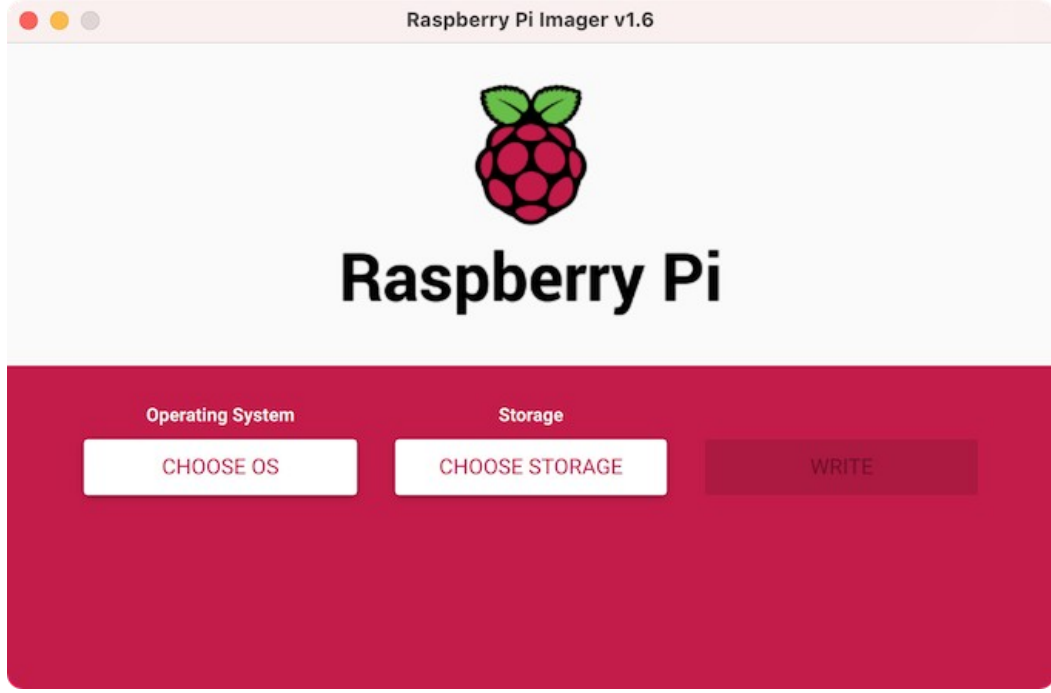 Raspberry Pi Imager v1.6
Raspberry Pi
Operating System
Storage
CHOOSE OS
CHOOSE STORAGE
WRITE